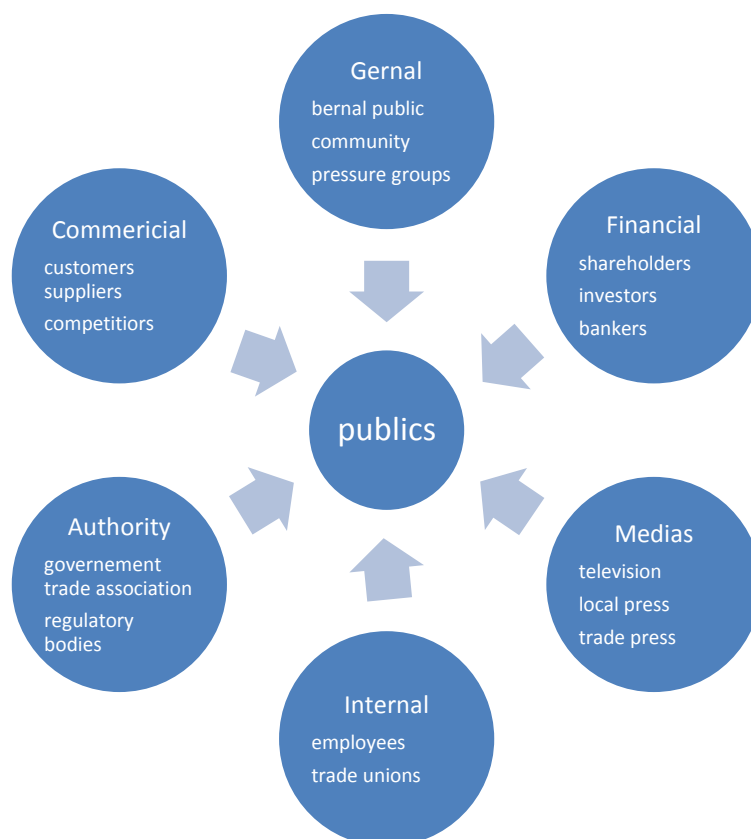 Gernal
bernal public
community
pressure groups
Financial
shareholders
investors
bankers
Medias
television
local press
trade press
Internal
employees
trade unions
Authority
governement
trade association
regulatory
bodies
Commericial
customers
suppliers
competitiors
publics